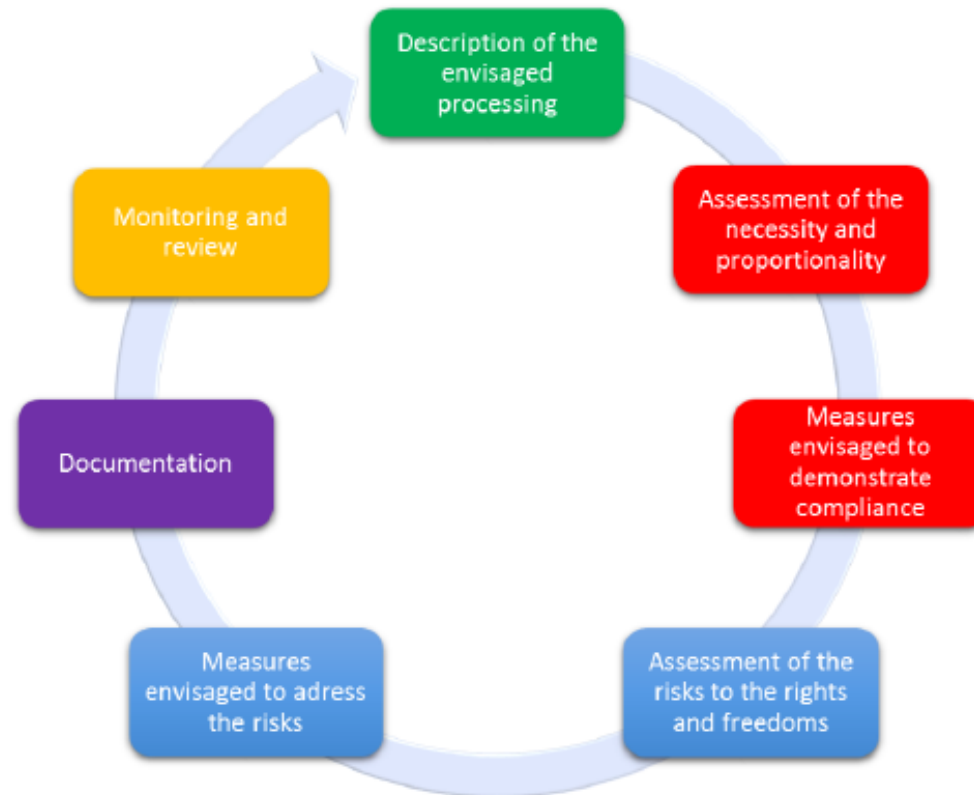 Description of the
envisaged
processing
Assessment of the
necessity and
proportionality
Measures
envisaged to
demonstrate
compliance
Assessment of the
risks to the rights
and freedoms
Measures
envisaged to adress
the risks
Documentation
Monitoring and
review